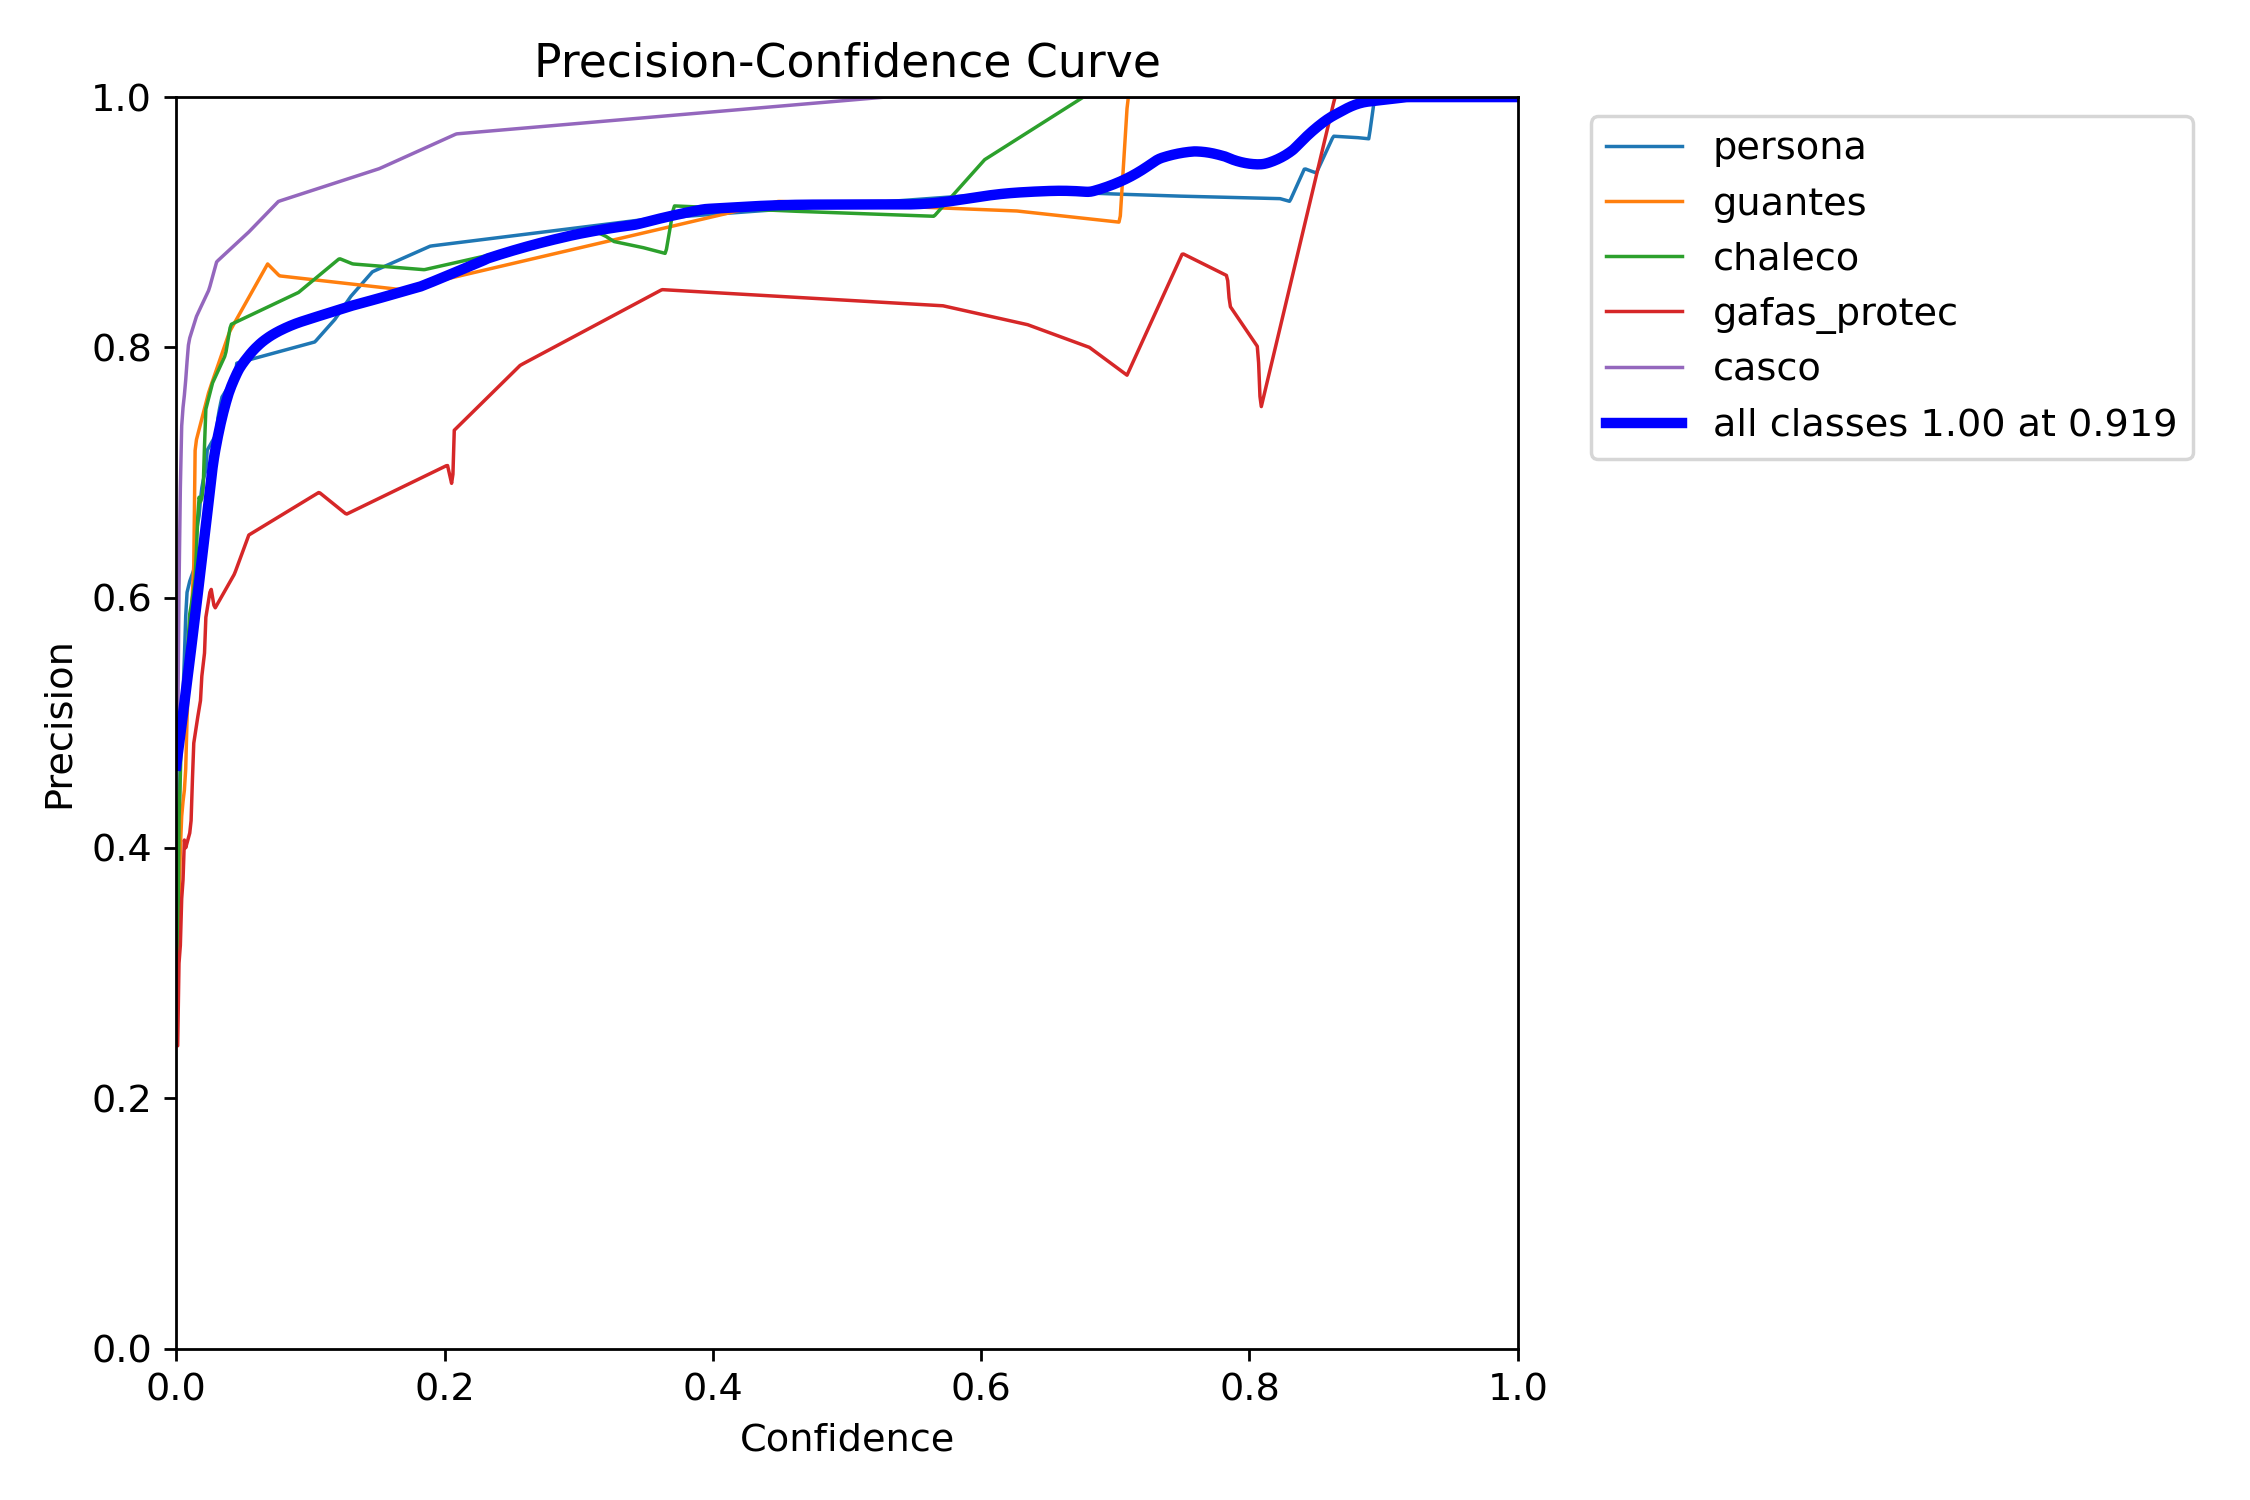 Precision-Confidence Curve
1.0
0.8
0.6
0.4
0.2
0.0
Precision
0.0 0.2 0.4 0.6 0.8 1.0
Confidence
persona
guantes
chaleco
gafas_protec
casco
all classes 1.00 at 0.919